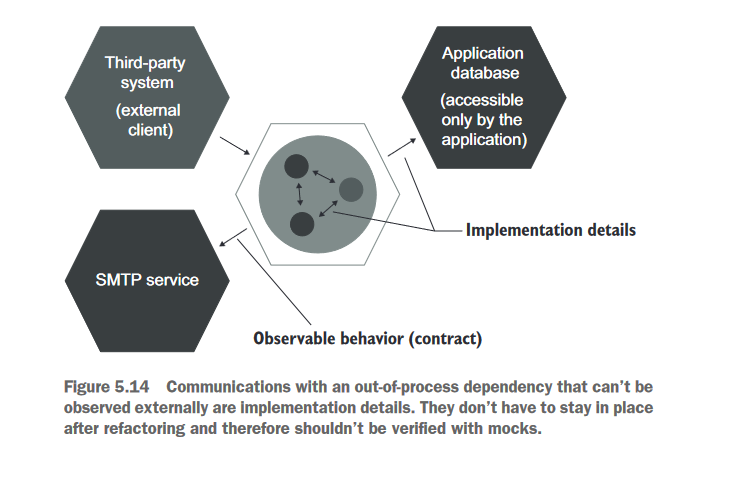 Third-party
system
(external
client)
Application
database
(accessible
only by the
application)
Implementation details
SMTP service
Observable behavior (contract)
Figure 5.14 Communications with an out-of-process dependency that can’t be
observed externally are implementation details. They don’t have to stay in place
after refactoring and therefore shouldn’t be verified with mocks.